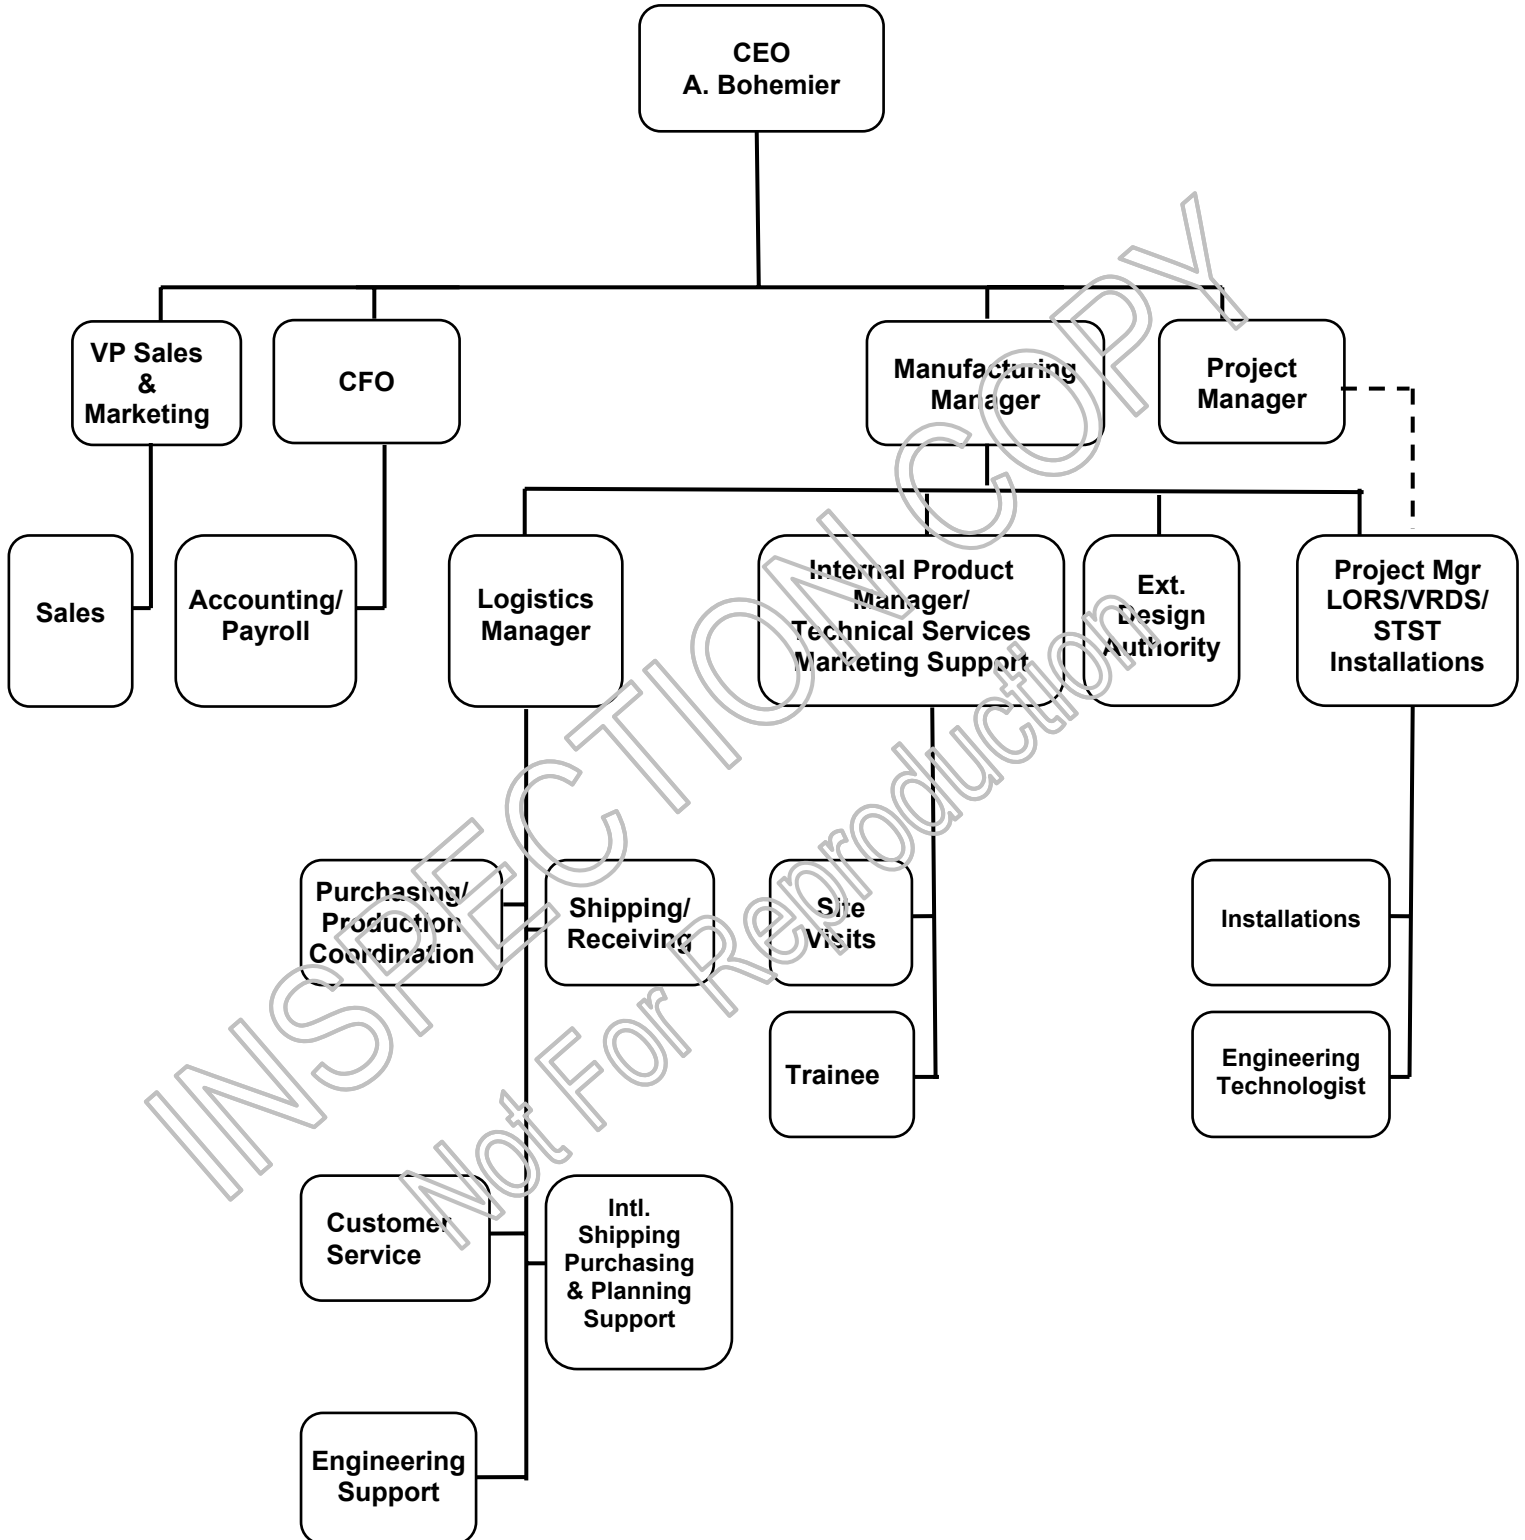 CEO
A. Bohemier
VP Sales
&
Marketing
CFO
Manufacturing
Manager
Project
Manager
Sales
Accounting/
Payroll
Logistics
Manager
Internal Product
Manager/
Technical Services
Marketing Support
Ext.
Design
Authority
Project Mgr
LORS/VRDS/
STST
Installations
Purchasing/
Production
Coordination
Shipping/
Receiving
Site
Visits
Installations
Trainee
Engineering
Technologist
Customer
Service
Intl.
Shipping
Purchasing
& Planning
Support
Engineering
Support
INSPECTION COPY
Not For Reproduction